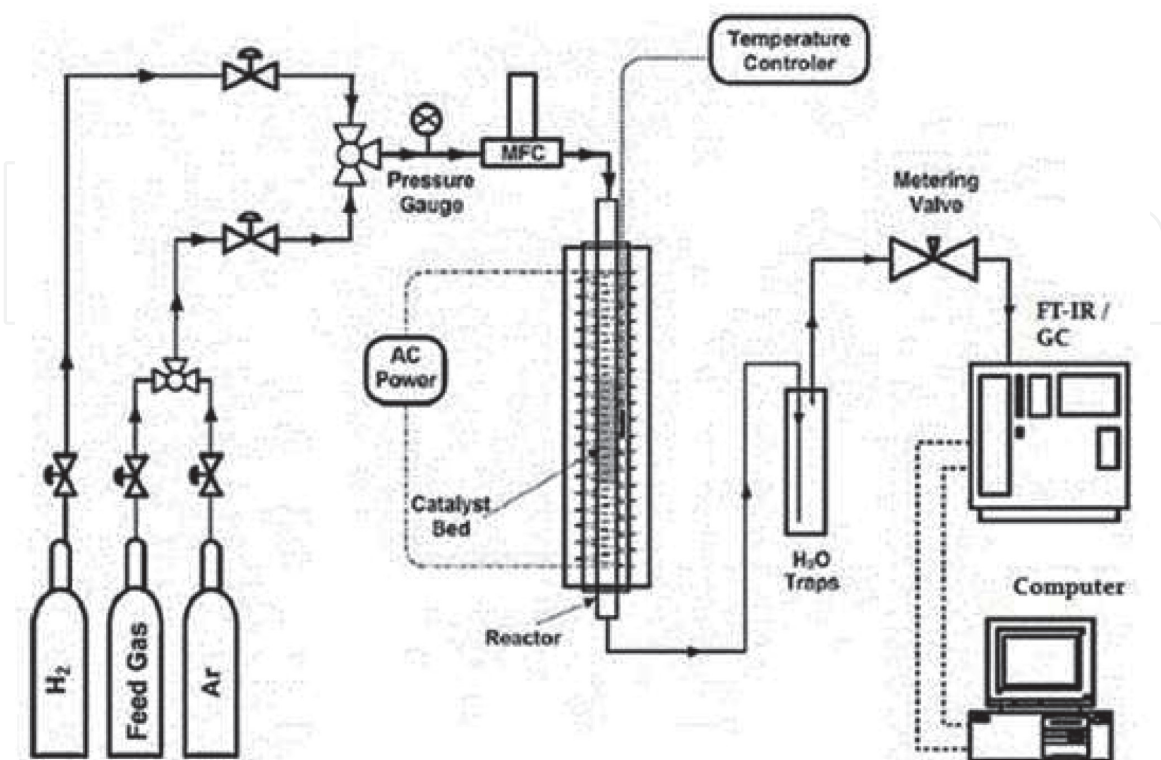 Temperature
Controler
MFC
Pressure
Gauge
Metering
Valve
FT-IR /
GC
AC
Power
Catalyst
Bed
H₂O
Traps
Reactor
Computer
H₂
Feed Gas
Ar